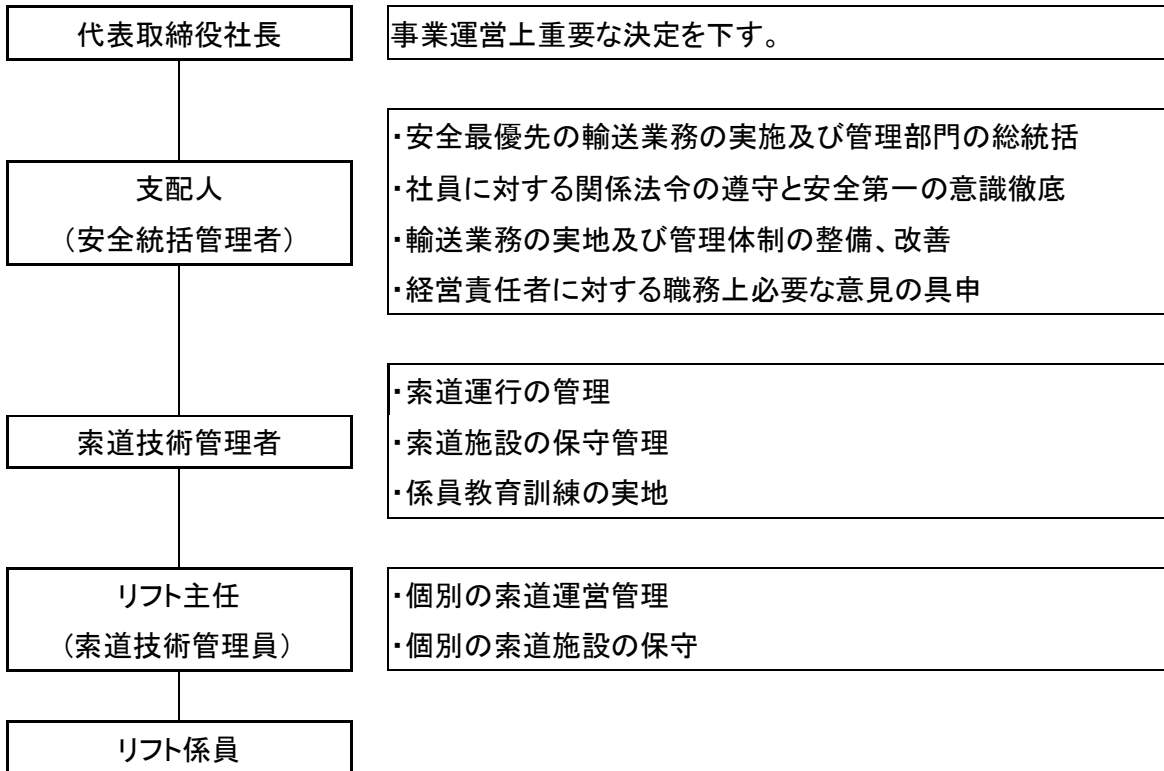 代表取締役社長
事業運営上重要な決定を下す。
支配人
（安全統括管理者）
・安全最優先の輸送業務の実施及び管理部門の総統括
・社員に対する関係法令の遵守と安全第一の意識徹底
・輸送業務の実地及び管理体制の整備、改善
・経営責任者に対する職務上必要な意見の具申
索道技術管理者
・索道運行の管理
・索道施設の保守管理
・係員教育訓練の実地
リフト主任
（索道技術管理員）
・個別の索道運営管理
・個別の索道施設の保守
リフト係員